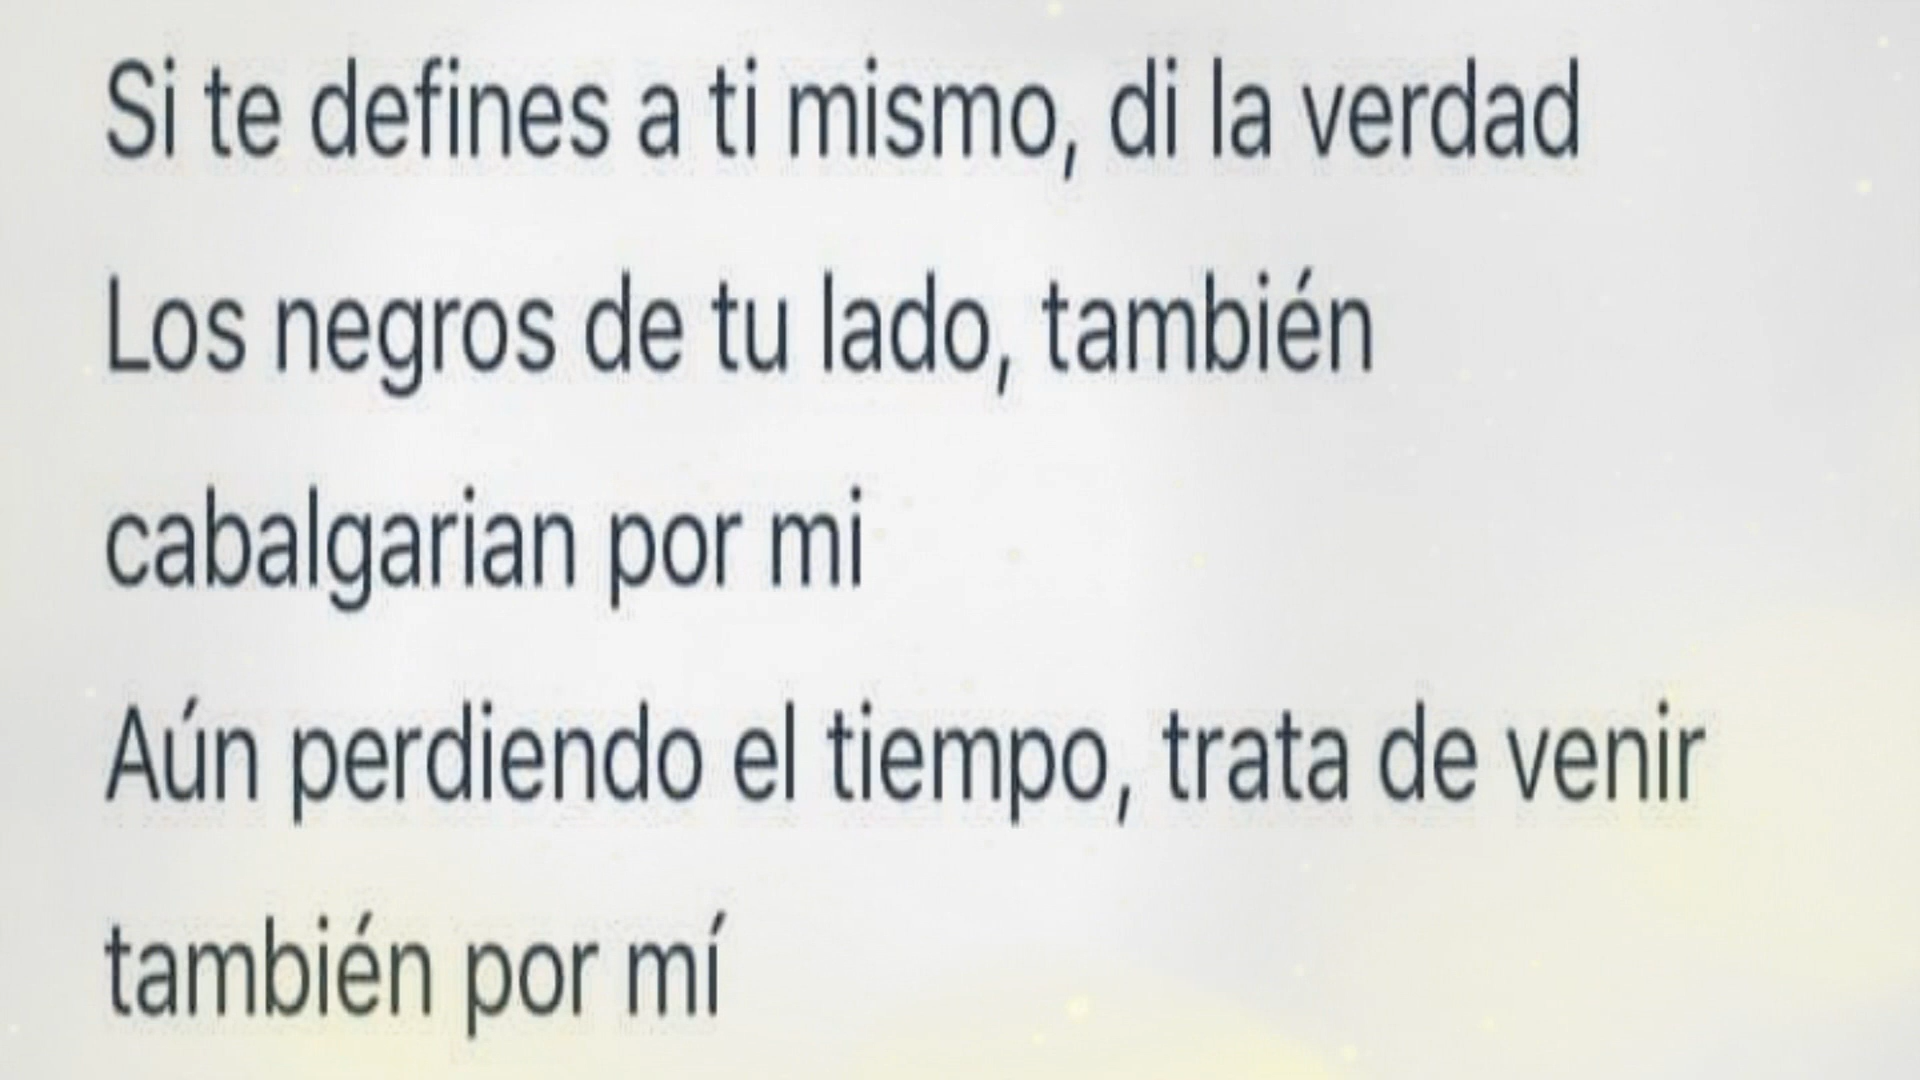 Si te defines a ti mismo, di la verdad
Los negros de tu lado, también
cabalgarian por mi
Aún perdiendo el tiempo, trata de venir
también por mí